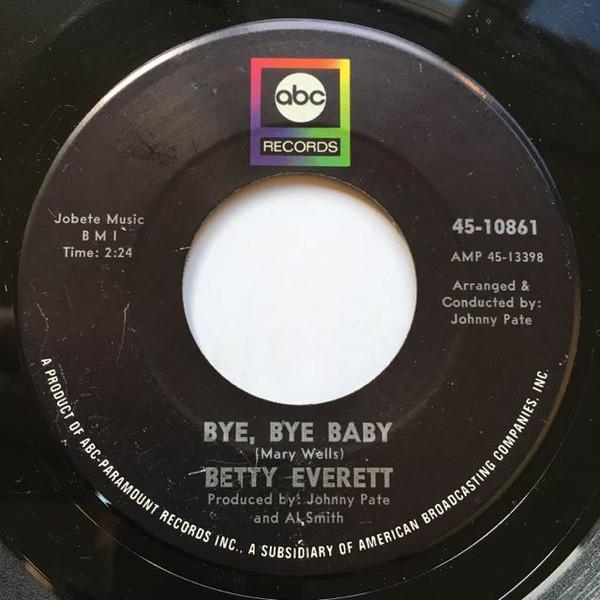 abc
RECORDS
Jobete Music
BMI
Time: 2:24
45-10861
AMP 45-13398
Arranged &
Conducted by:
Johnny Pate
BYE, BYE BABY
(Mary Wells)
BETTY EVERETT
Produced by: Johnny Pate
and Al Smith
A PRODUCT OF ABC-PARAMOUNT RECORDS INC., A SUBSIDIARY OF AMERICAN BROADCASTING COMPANIES, INC.